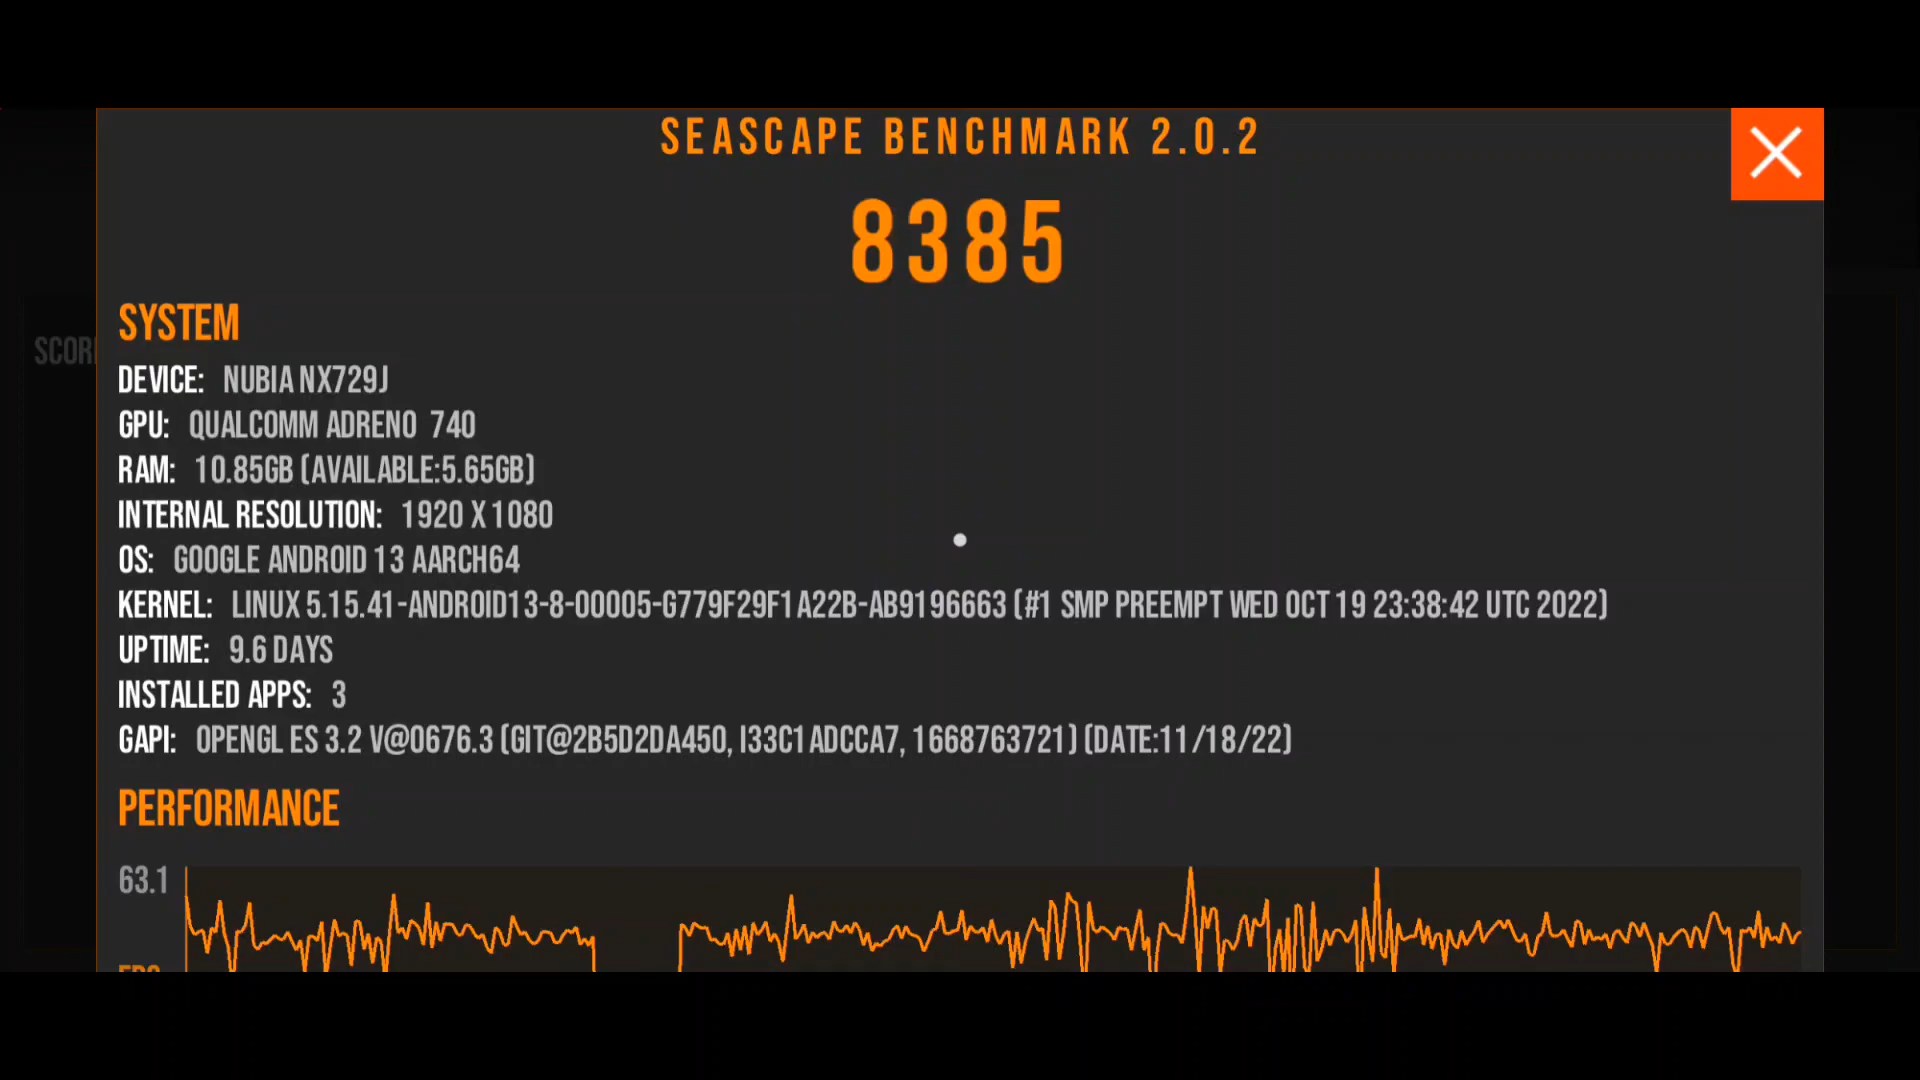 SEASCAPE BENCHMARK 2.0.2
8385
SYSTEM
SCOR
DEVICE: NUBIA NX729J
GPU: QUALCOMM ADRENO 740
RAM: 10.85GB (AVAILABLE:5.65GB)
INTERNAL RESOLUTION: 1920 X 1080
OS: GOOGLE ANDROID 13 AARCH64
KERNEL: LINUX 5.15.41-ANDROID13-8-00005-G779F29F1A22B-AB9196663 (#1 SMP PREEMPT WED OCT 19 23:38:42 UTC 2022)
UPTIME: 9.6 DAYS
INSTALLED APPS: 3
GAPI: OPENGL ES 3.2 V@0676.3 (GIT@2B5D2DA450, I33C1ADCCA7, 1668763721) (DATE:11/18/22)
PERFORMANCE
63.1